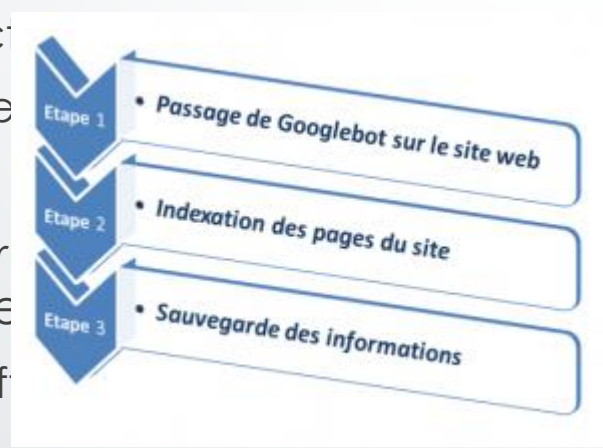 Etape 1
• Passage de Googlebot sur le site web
Etape 2
• Indexation des pages du site
Etape 3
• Sauvegarde des informations